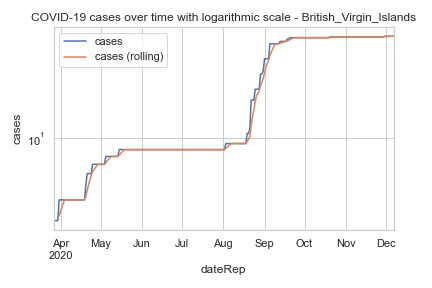 COVID-19 cases over time with logarithmic scale - British_Virgin_Islands
cases
cases (rolling)
cases
10^1
Apr May Jun Jul Aug Sep Oct Nov Dec
2020
dateRep